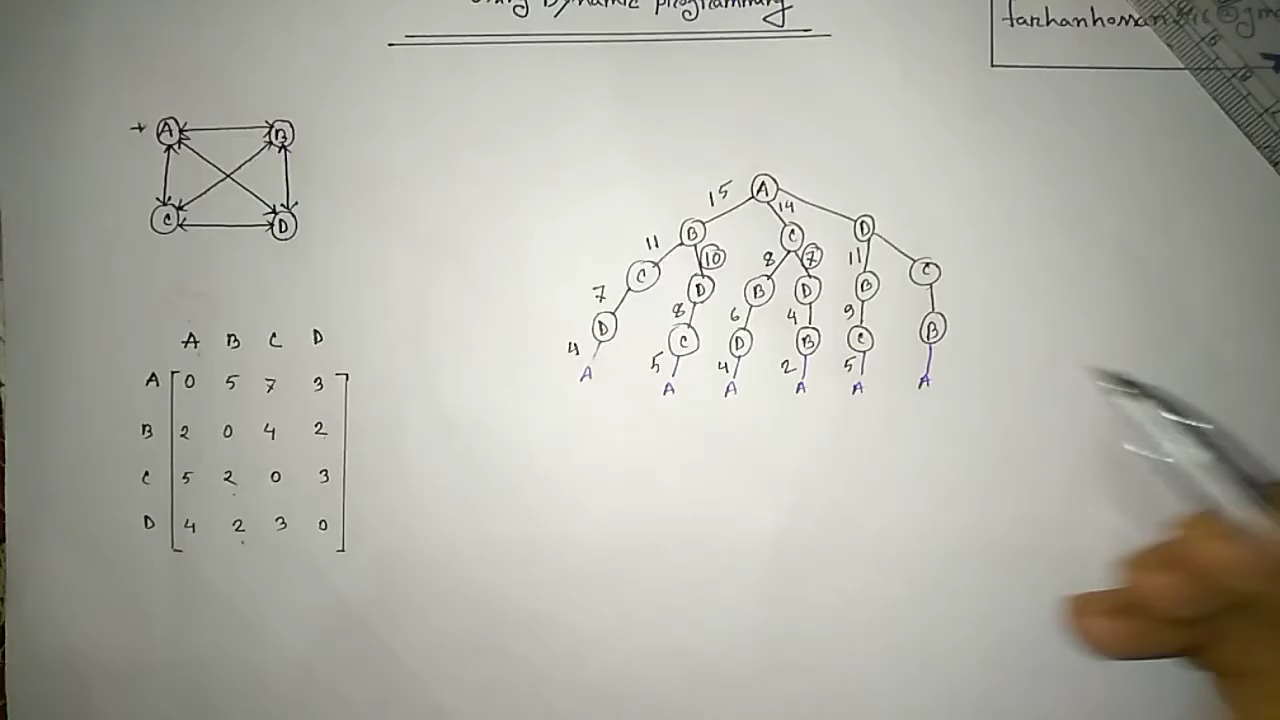 using Dynamic programming
+ A B
C D
A
15 14
B C D
11 10 8 7 11
C D B D B C
7 8 6 4 9
D C D B C B
4 5 4 2 5
A A A A A A
A B C D
A 0 5 7 3
B 2 0 4 2
C 5 2 0 3
D 4 2 3 0